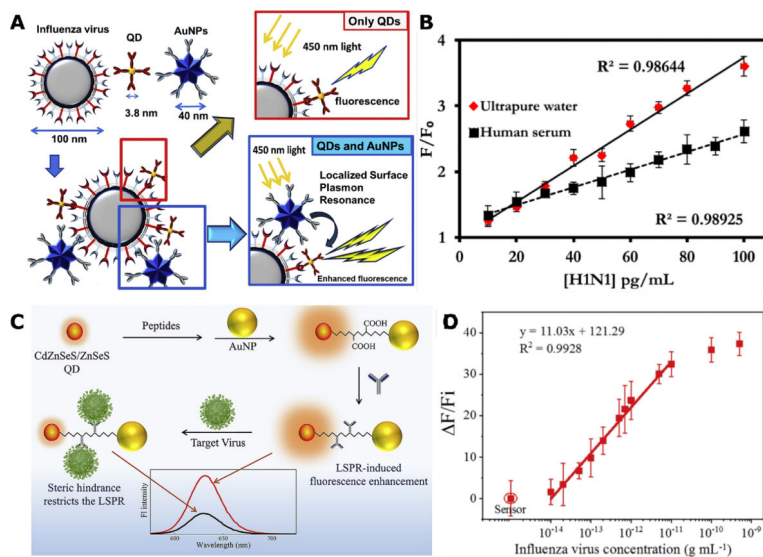 A
Influenza virus
QD
AuNPs
3.8 nm
40 nm
100 nm
Only QDs
450 nm light
fluorescence
QDs and AuNPs
450 nm light
Localized Surface
Plasmon
Resonance
Enhanced fluorescence
B
R² = 0.98644
Ultrapure water
Human serum
R² = 0.98925
F/F₀
4
3
2
1
0
20
40
60
80
100
[H1N1] pg/mL
C
CdZnSeS/ZnSeS
QD
Peptides
AuNP
COOH
COOH
Target Virus
Steric hindrance
restricts the LSPR
LSPR-induced
fluorescence enhancement
FI intensity
600
650
700
Wavelength (nm)
D
y = 11.03x + 121.29
R² = 0.9928
ΔF/Fi
40
30
20
10
0
Sensor
10⁻¹⁴
10⁻¹³
10⁻¹²
10⁻¹¹
10⁻¹⁰
10⁻⁹
Influenza virus concentration (g mL⁻¹)